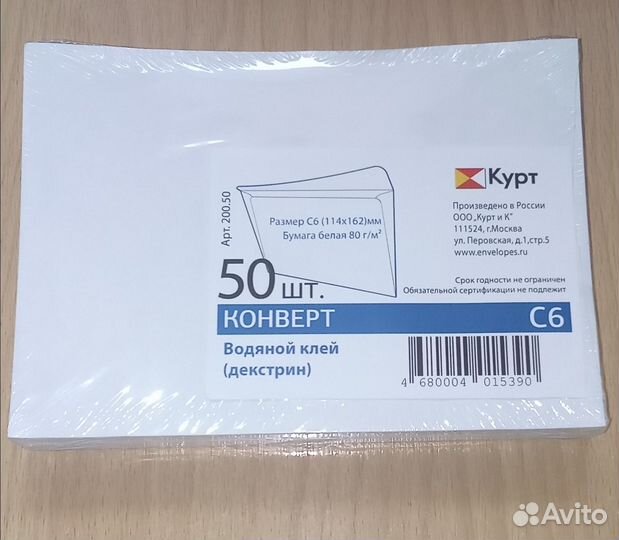 Курт
Произведено в России
ООО „Курт и К"
111524, г.Москва
ул. Перовская, д.1,стр.5
www.envelopes.ru
Арт. 200.50
Размер С6 (114х162)мм
Бумага белая 80 г/м²
50 шт.
Срок годности не ограничен
Обязательной сертификации не подлежит
КОНВЕРТ С6
Водяной клей
(декстрин)
4 680004 015390
Avito